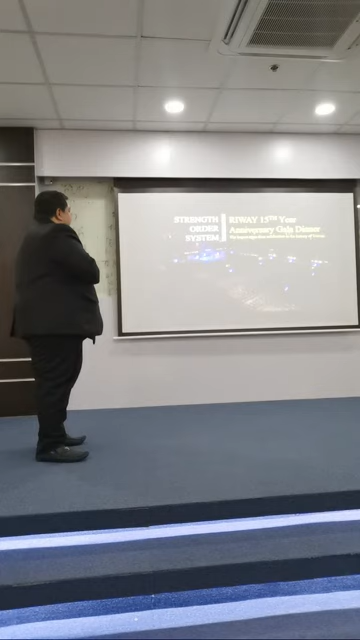 STRENGTH
ORDER
SYSTEM
RIWAY 15TH Year
Anniversary Gala Dinner